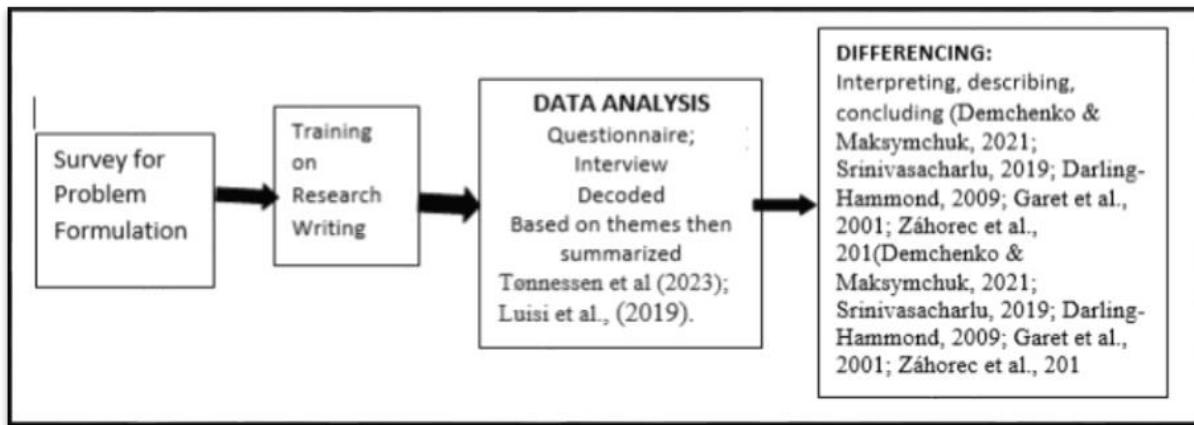 Survey for
Problem
Formulation
Training
on
Research
Writing
DATA ANALYSIS
Questionnaire;
Interview
Decoded
Based on themes then
summarized
Tønnessen et al (2023);
Luisi et al., (2019).
DIFFERENCING:
Interpreting, describing,
concluding (Demchenko &
Maksymchuk, 2021;
Srinivasacharlu, 2019; Darling-
Hammond, 2009; Garet et al.,
2001; Záhorec et al.,
201(Demchenko &
Maksymchuk, 2021;
Srinivasacharlu, 2019; Darling-
Hammond, 2009; Garet et al.,
2001; Záhorec et al., 201